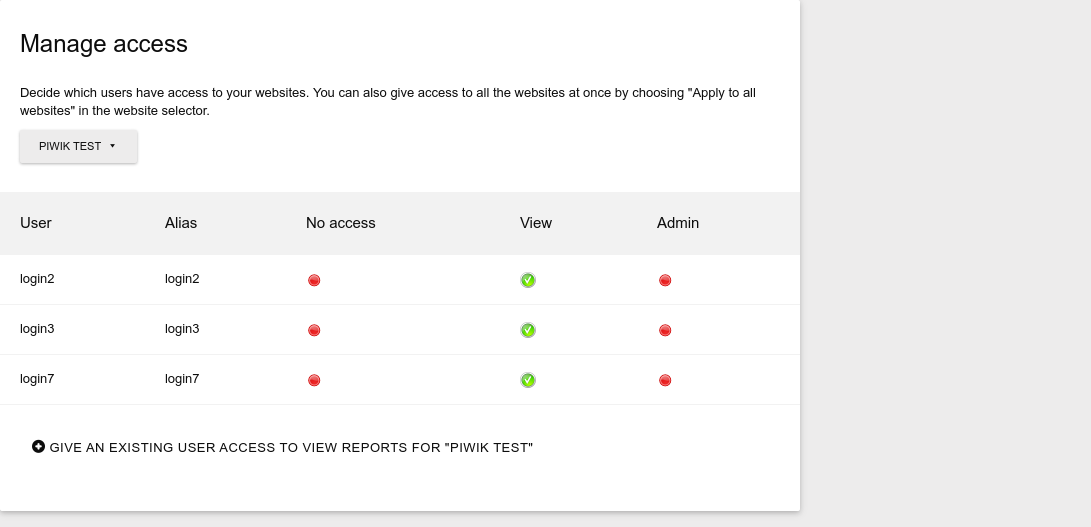 Manage access
Decide which users have access to your websites. You can also give access to all the websites at once by choosing "Apply to all
websites" in the website selector.
PIWIK TEST
User Alias No access View Admin
login2 login2
login3 login3
login7 login7
GIVE AN EXISTING USER ACCESS TO VIEW REPORTS FOR "PIWIK TEST"